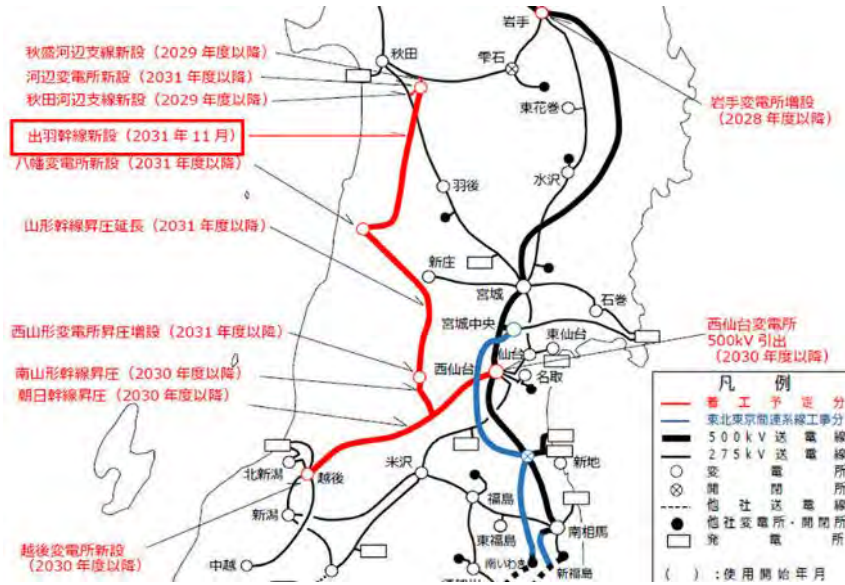 秋盛河辺支線新設（2029 年度以降）
河辺変電所新設（2031 年度以降）
秋田河辺支線新設（2029 年度以降）
出羽幹線新設（2031 年 11 月）
八幡変電所新設（2031 年度以降）
山形幹線昇圧延長（2031 年度以降）
西山形変電所昇圧増設（2031 年度以降）
南山形幹線昇圧（2030 年度以降）
朝日幹線昇圧（2030 年度以降）
越後変電所新設
（2030 年度以降）
秋田
雫石
岩手
東花巻
岩手変電所増設
（2028 年度以降）
羽後
水沢
新庄
宮城
石巻
宮城中央
東仙台
仙台
西仙台
名取
西仙台変電所
500kV 引出
（2030 年度以降）
北新潟
越後
米沢
新地
福島
新潟
東福島
南相馬
中越
南いわき
新福島
凡 例
着 工 予 定 分
東北東京間連系線工事分
500kV 送 電 線
275kV 送 電 線
変 電 所
開 閉 所
他 社 送 電 線
他社変電所・開閉所
発 電 所
（ ）：使用開始年月